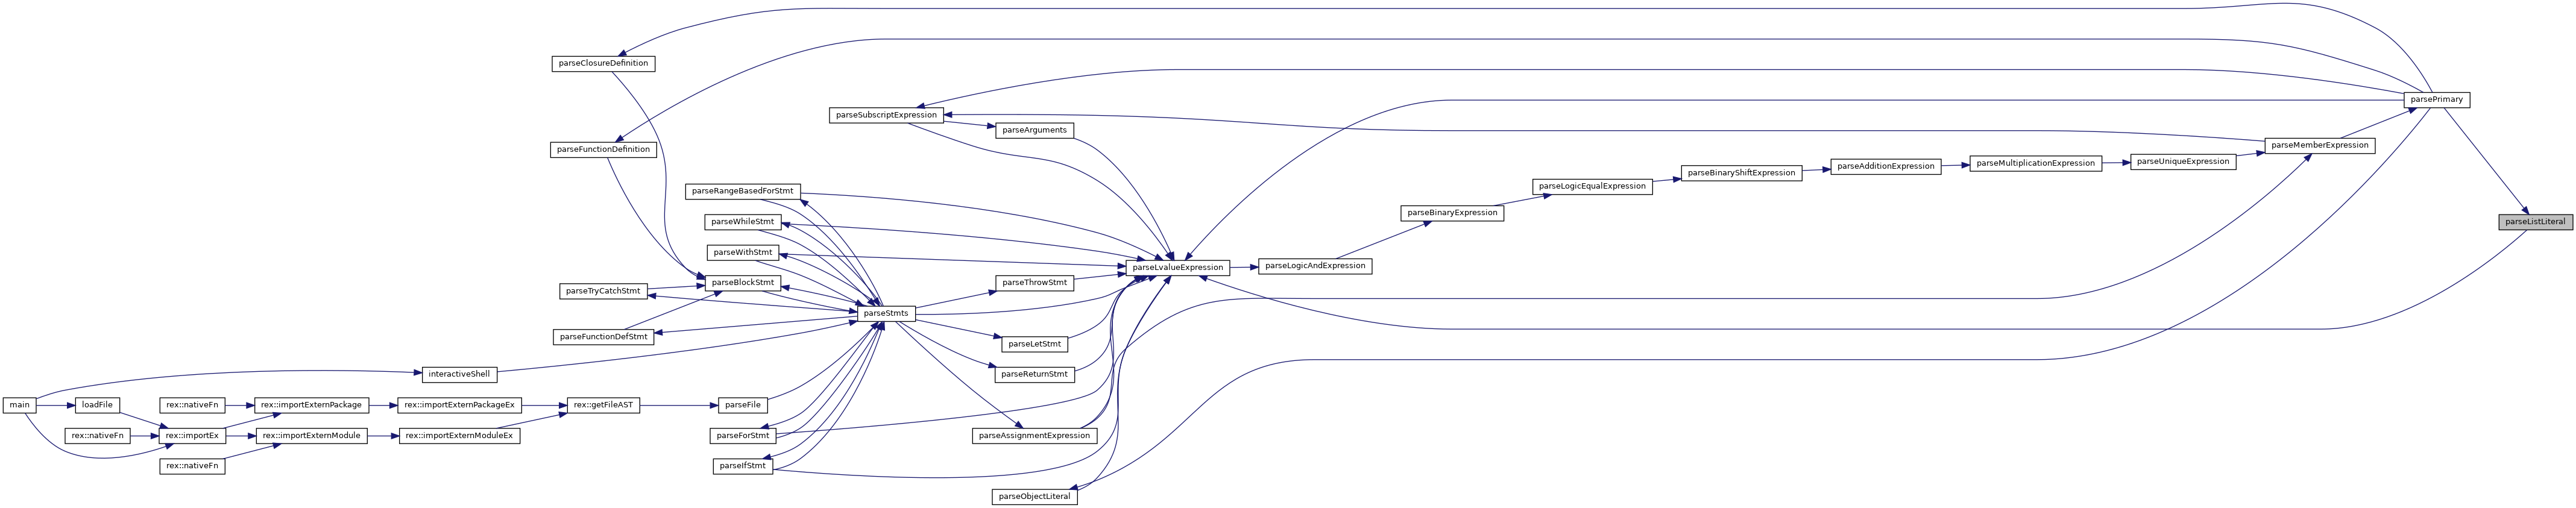 parseClosureDefinition
parsePrimary
parseSubscriptExpression
parseArguments
parseFunctionDefinition
parseMemberExpression
parseUniqueExpression
parseMultiplicationExpression
parseAdditionExpression
parseBinaryShiftExpression
parseLogicEqualExpression
parseRangeBasedForStmt
parseBinaryExpression
parseWhileStmt
parseListLiteral
parseWithStmt
parseLvalueExpression
parseLogicAndExpression
parseBlockStmt
parseThrowStmt
parseTryCatchStmt
parseStmts
parseFunctionDefStmt
parseLetStmt
interactiveShell
parseReturnStmt
main
loadFile
rex::nativeFn
rex::importExternPackage
rex::importExternPackageEx
rex::getFileAST
parseFile
rex::nativeFn
rex::importEx
rex::importExternModule
rex::importExternModuleEx
parseForStmt
parseAssignmentExpression
rex::nativeFn
parseIfStmt
parseObjectLiteral